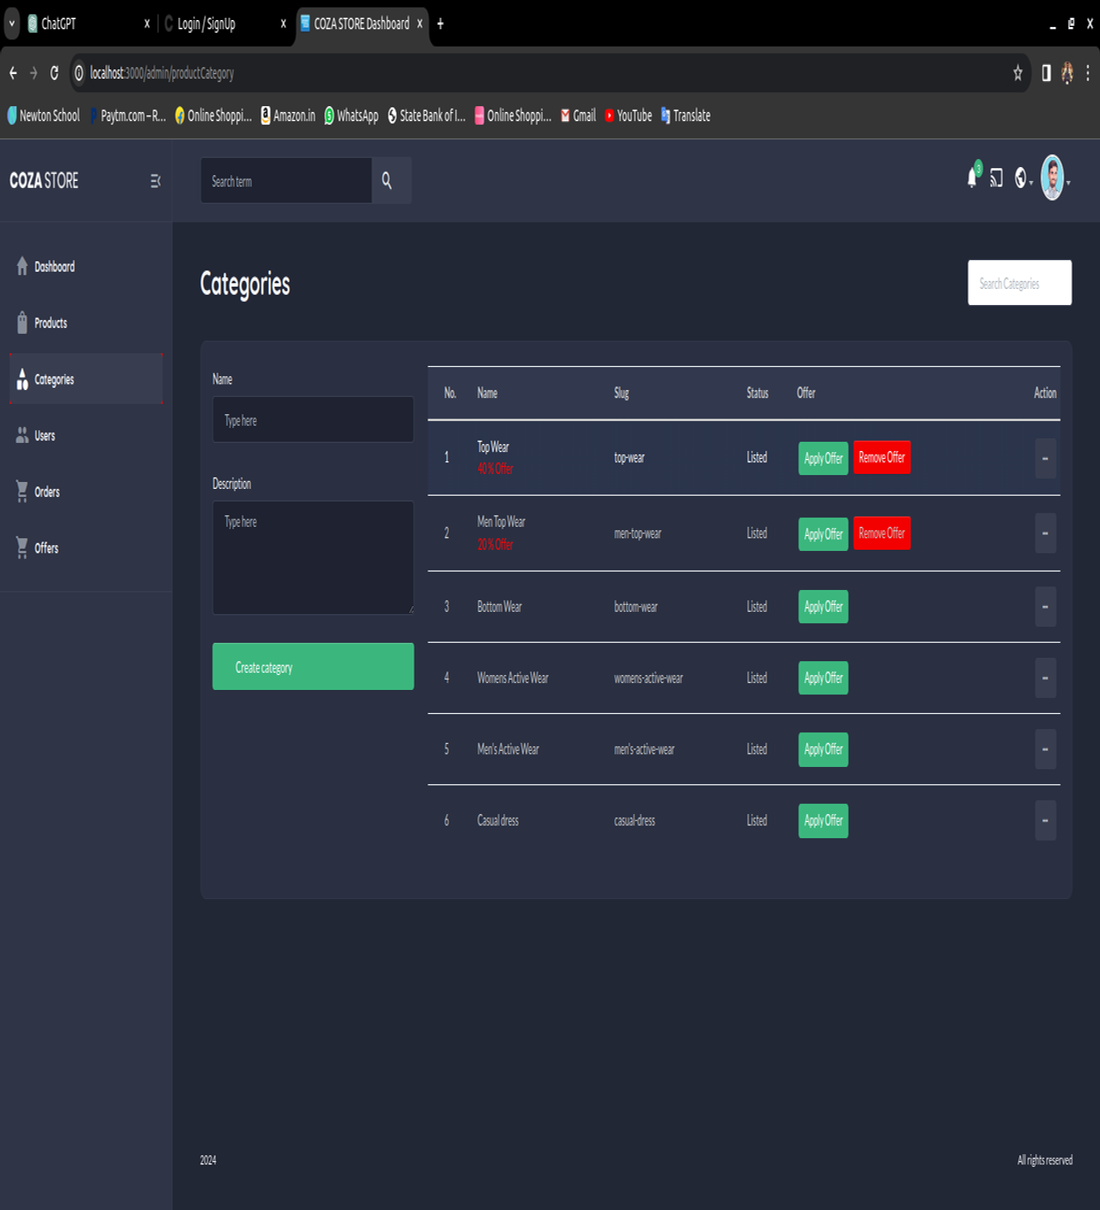 ChatGPT
Login / SignUp
COZA STORE Dashboard
localhost:3000/admin/productCategory
Newton School
Paytm.com – R...
Online Shoppi...
Amazon.in
WhatsApp
State Bank of I...
Online Shoppi...
Gmail
YouTube
Translate
COZA STORE
Search term
3
Dashboard
Products
Categories
Users
Orders
Offers
Categories
Search Categories
Name
Type here
Description
Type here
Create category
No. Name Slug Status Offer Action
1 Top Wear top-wear Listed Apply Offer Remove Offer
40 % Offer
2 Men Top Wear men-top-wear Listed Apply Offer Remove Offer
20 % Offer
3 Bottom Wear bottom-wear Listed Apply Offer
4 Womens Active Wear womens-active-wear Listed Apply Offer
5 Men's Active Wear men's-active-wear Listed Apply Offer
6 Casual dress casual-dress Listed Apply Offer
2024
All rights reserved